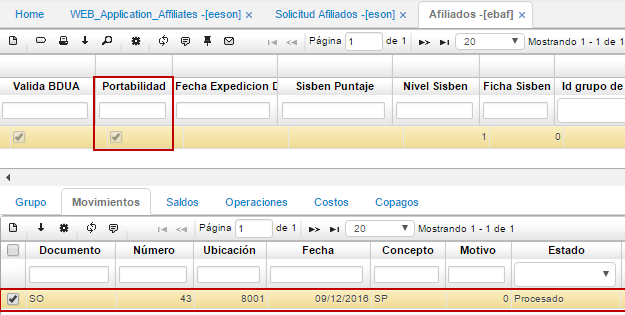 Home WEB_Application_Affiliates -[eeson] × Solicitud Afiliados -[eson] × Afiliados -[ebaf] ×
Página 1 de 1 20 Mostrando 1 - 1 de 1
Valida BDUA Portabilidad Fecha Expedicion D Sisben Puntaje Nivel Sisben Ficha Sisben Id grupo de
1 0
Grupo Movimientos Saldos Operaciones Costos Copagos
Página 1 de 1 20 Mostrando 1 - 1 de 1
Documento Número Ubicación Fecha Concepto Motivo Estado
SO 43 8001 09/12/2016 SP 0 Procesado